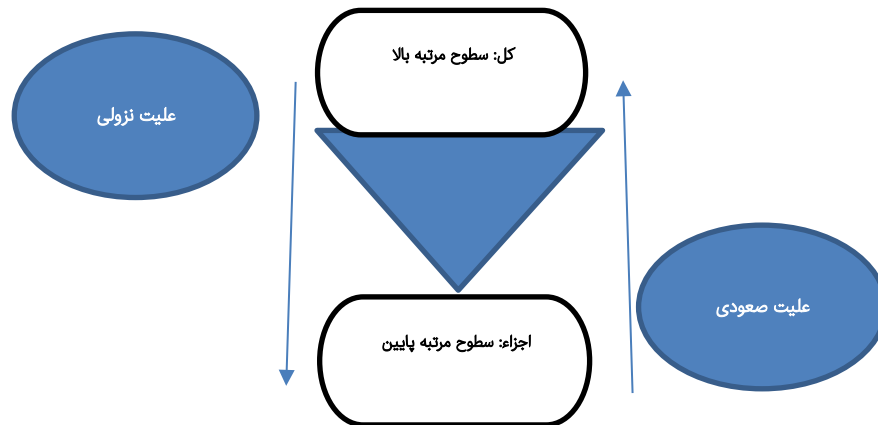 کل: سطوح مرتبه بالا
علیت نزولی
علیت صعودی
اجزاء: سطوح مرتبه پایین